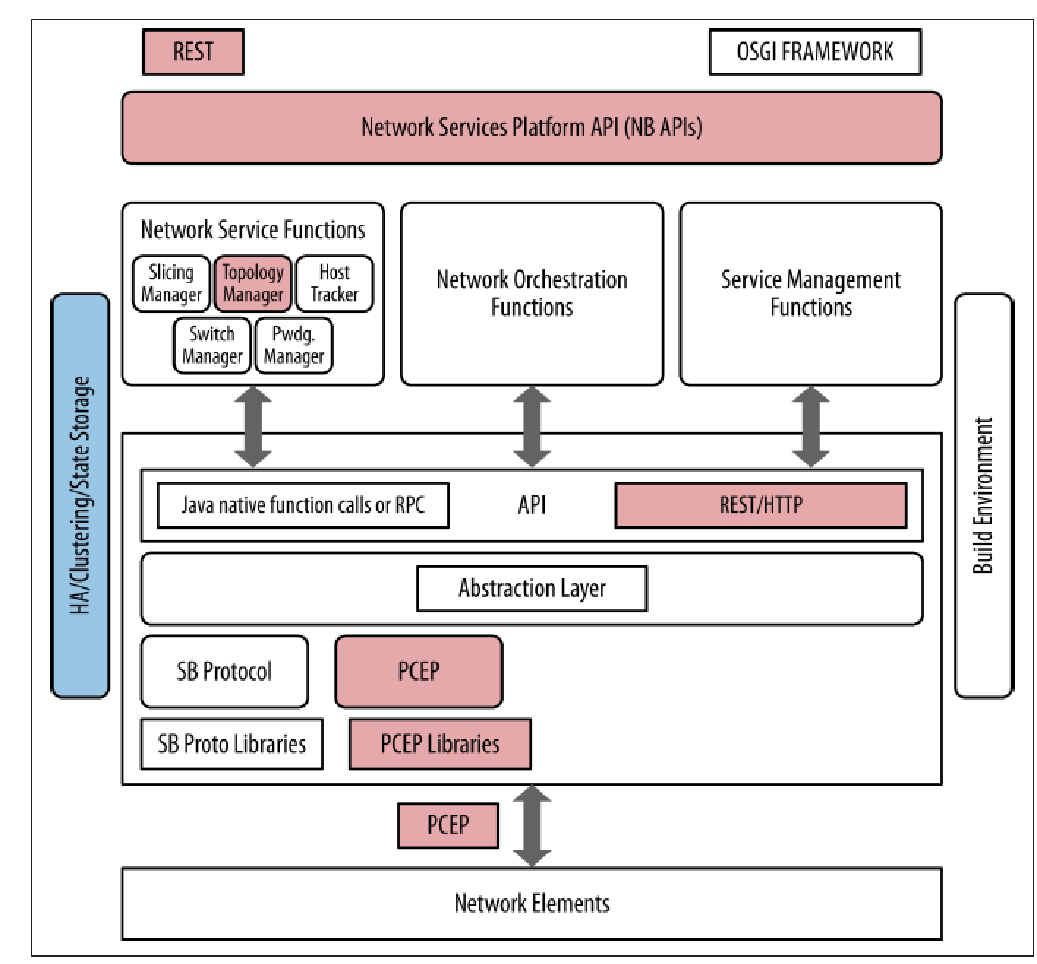 REST
OSGI FRAMEWORK
Network Services Platform API (NB APIs)
Network Service Functions
Slicing
Manager
Topology
Manager
Host
Tracker
Switch
Manager
Pwdg.
Manager
Network Orchestration
Functions
Service Management
Functions
HA/Clustering/State Storage
Build Environment
Java native function calls or RPC
API
REST/HTTP
Abstraction Layer
SB Protocol
PCEP
SB Proto Libraries
PCEP Libraries
PCEP
Network Elements